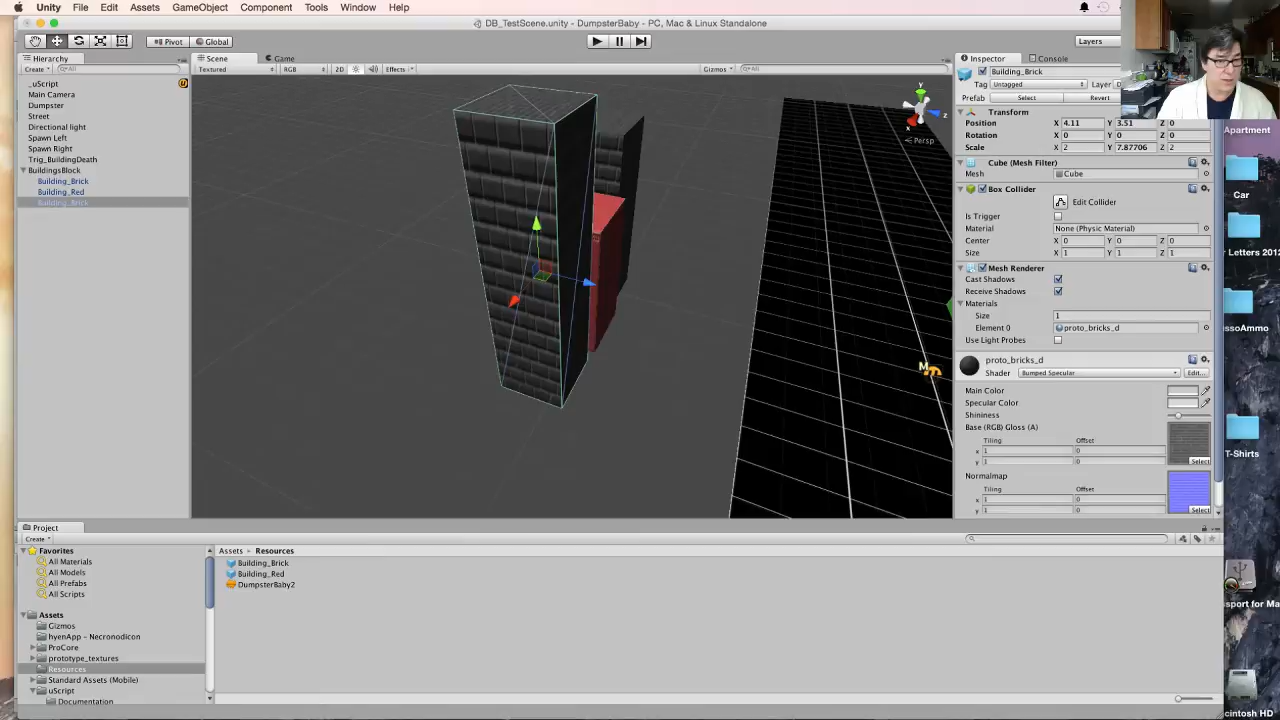 Unity File Edit Assets GameObject Component Tools Window Help
DB_TestScene.unity - DumpsterBaby - PC, Mac & Linux Standalone
Pivot Global Layers
Hierarchy Scene Game Inspector Console
Create All Textured RGB 2D Effects Gizmos All Building_Brick
_uScript
Tag Untagged Layer
Main Camera
Prefab Select Revert
Dumpster
Street
Directional light
Spawn Left
Spawn Right
Trig_BuildingDeath
BuildingsBlock
Building_Brick
Building_Red
Building_Brick
y
x
z
Persp
Transform
Position X 4.11 Y 3.51 Z 0
Rotation X 0 Y 0 Z 0
Scale X 2 Y 7.87706 Z 2
Cube (Mesh Filter)
Mesh Cube
Box Collider
Edit Collider
Is Trigger
Material None (Physic Material)
Center X 0 Y 0 Z 0
Size X 1 Y 1 Z 1
Mesh Renderer
Cast Shadows
Receive Shadows
Materials
Size 1
Element 0 proto_bricks_d
Use Light Probes
proto_bricks_d
Shader Bumped Specular Edit...
Main Color
Specular Color
Shininess
Base (RGB) Gloss (A)
Tiling Offset
x 1 0
y 1 0
Select
Normalmap
Tiling Offset
x 1 0
y 1 0
Select
Project
Create
Favorites
All Materials
All Models
All Prefabs
All Scripts
Assets
Gizmos
hyenApp - Necronodicon
ProCore
prototype_textures
Resources
Standard Assets (Mobile)
uScript
Documentation
Assets Resources
Building_Brick
Building_Red
DumpsterBaby2
Apartment
Car
Letters 2012
ssoAmmo
T-Shirts
sport for Ma
cintosh HD